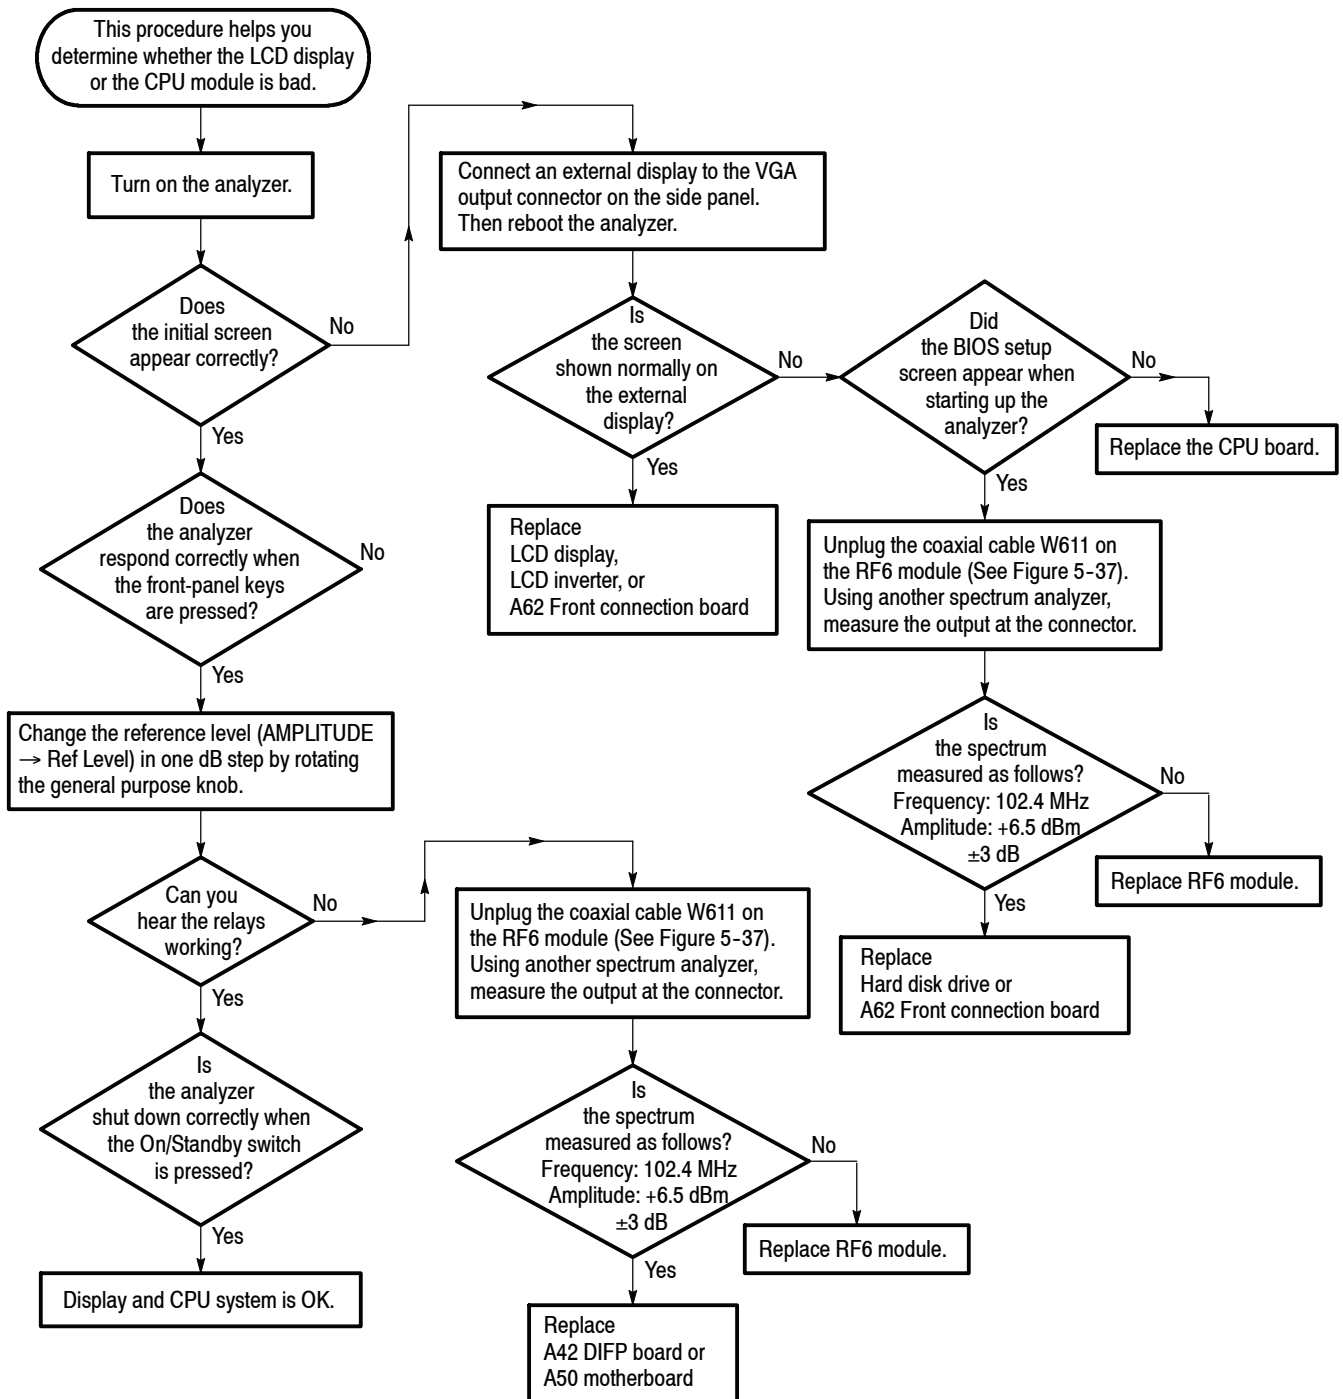 This procedure helps you
determine whether the LCD display
or the CPU module is bad.
Turn on the analyzer.
Does
the initial screen
appear correctly?
No
Yes
Does
the analyzer
respond correctly when
the front-panel keys
are pressed?
No
Yes
Change the reference level (AMPLITUDE
→ Ref Level) in one dB step by rotating
the general purpose knob.
Can you
hear the relays
working?
No
Yes
Is
the analyzer
shut down correctly when
the On/Standby switch
is pressed?
Yes
Display and CPU system is OK.
Connect an external display to the VGA
output connector on the side panel.
Then reboot the analyzer.
Is
the screen
shown normally on
the external
display?
No
Yes
Replace
LCD display,
LCD inverter, or
A62 Front connection board
Did
the BIOS setup
screen appear when
starting up the
analyzer?
No
Replace the CPU board.
Yes
Unplug the coaxial cable W611 on
the RF6 module (See Figure 5-37).
Using another spectrum analyzer,
measure the output at the connector.
Is
the spectrum
measured as follows?
Frequency: 102.4 MHz
Amplitude: +6.5 dBm
±3 dB
No
Replace RF6 module.
Yes
Replace
Hard disk drive or
A62 Front connection board
Unplug the coaxial cable W611 on
the RF6 module (See Figure 5-37).
Using another spectrum analyzer,
measure the output at the connector.
Is
the spectrum
measured as follows?
Frequency: 102.4 MHz
Amplitude: +6.5 dBm
±3 dB
No
Replace RF6 module.
Yes
Replace
A42 DIFP board or
A50 motherboard